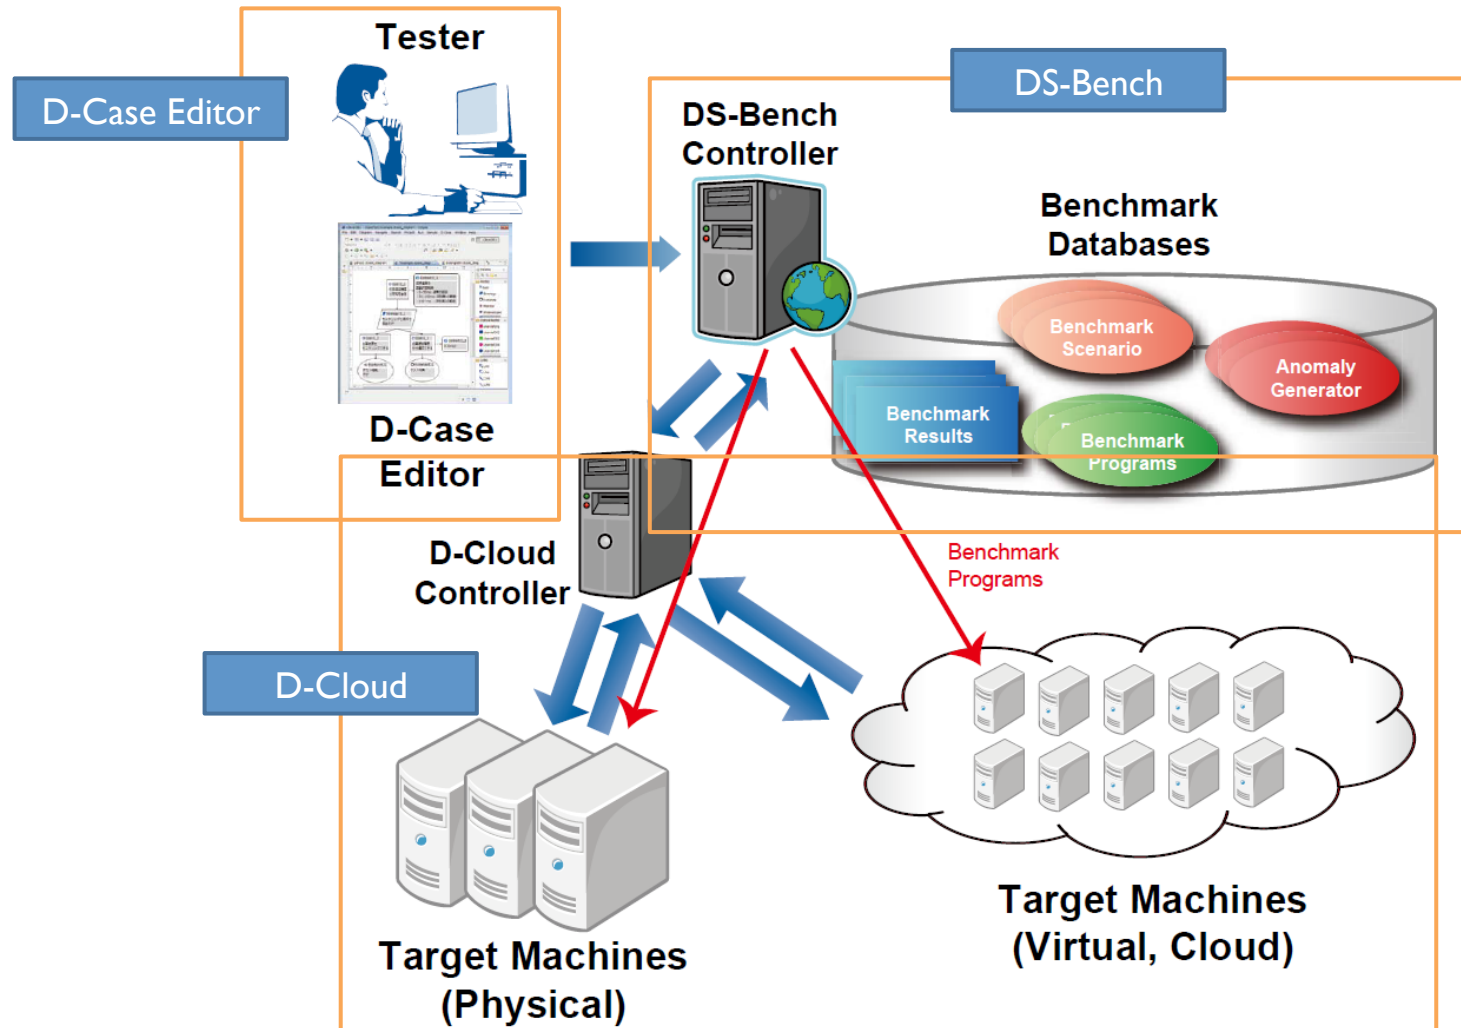 Tester
D-Case Editor
DS-Bench
DS-Bench
Controller
Benchmark
Databases
Benchmark
Scenario
Anomaly
Generator
Benchmark
Results
Benchmark
Programs
D-Case
Editor
D-Cloud
Controller
Benchmark
Programs
D-Cloud
Target Machines
(Physical)
Target Machines
(Virtual, Cloud)